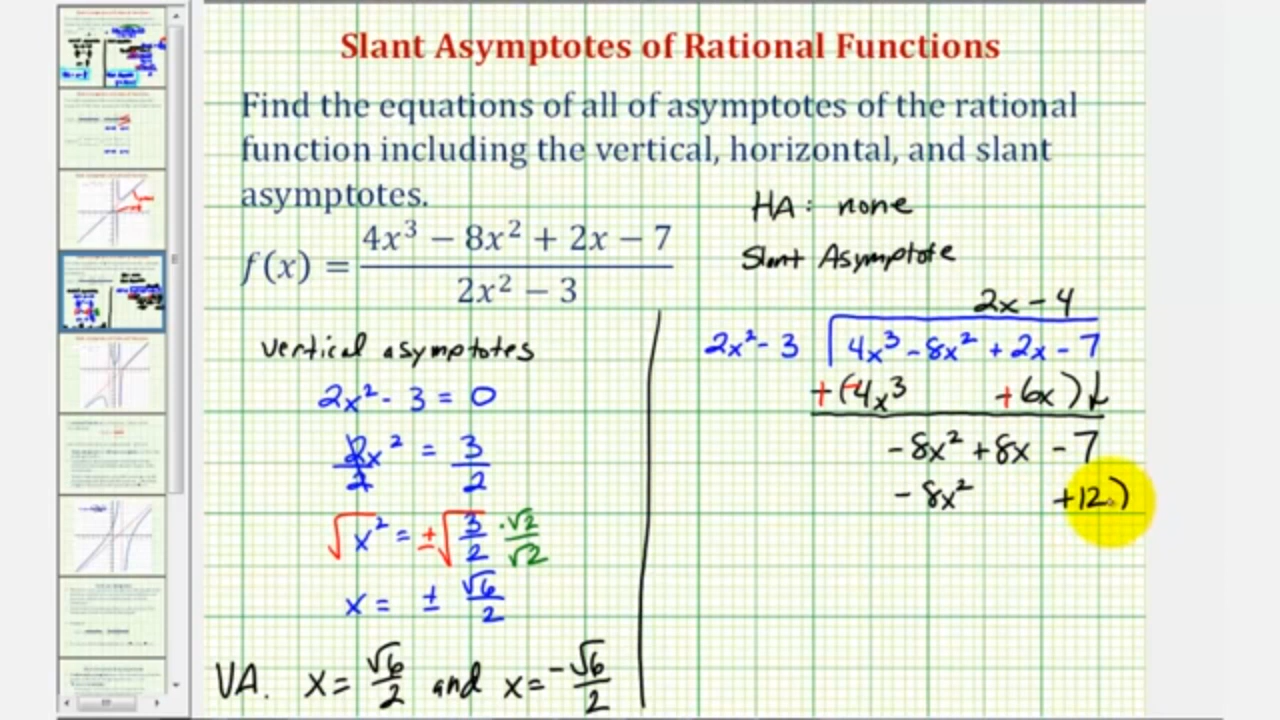 Slant Asymptotes of Rational Functions
Find the equations of all of asymptotes of the rational
function including the vertical, horizontal, and slant
asymptotes.
f(x) = (4x³ − 8x² + 2x − 7)/(2x² − 3)
vertical asymptotes
2x² - 3 = 0
2x²/2 = 3/2
√x² = ±√(3/2) · √2/√2
x = ± √6/2
VA. x = √6/2 and x = -√6/2
HA: none
Slant Asymptote
2x - 4
2x² - 3 4x³ - 8x² + 2x - 7
+(-4x³ + 6x)↓
- 8x² + 8x - 7
- 8x² + 12)